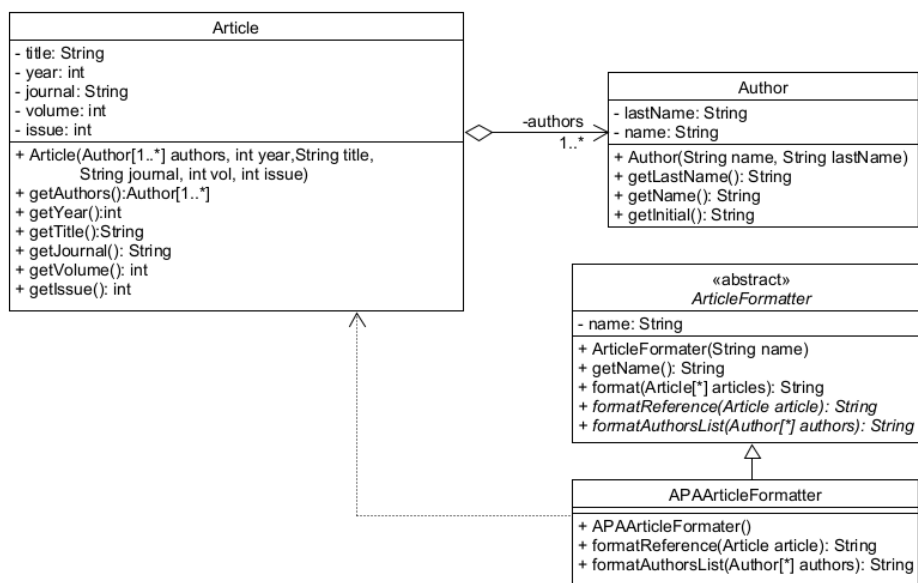 Article
- title: String
- year: int
- journal: String
- volume: int
- issue: int
+ Article(Author[1..*] authors, int year,String title,
String journal, int vol, int issue)
+ getAuthors():Author[1..*]
+ getYear():int
+ getTitle():String
+ getJournal(): String
+ getVolume(): int
+ getIssue(): int
-authors
1..*
Author
- lastName: String
- name: String
+ Author(String name, String lastName)
+ getLastName(): String
+ getName(): String
+ getInitial(): String
«abstract»
ArticleFormatter
- name: String
+ ArticleFormater(String name)
+ getName(): String
+ format(Article[*] articles): String
+ formatReference(Article article): String
+ formatAuthorsList(Author[*] authors): String
APAArticleFormatter
+ APAArticleFormater()
+ formatReference(Article article): String
+ formatAuthorsList(Author[*] authors): String